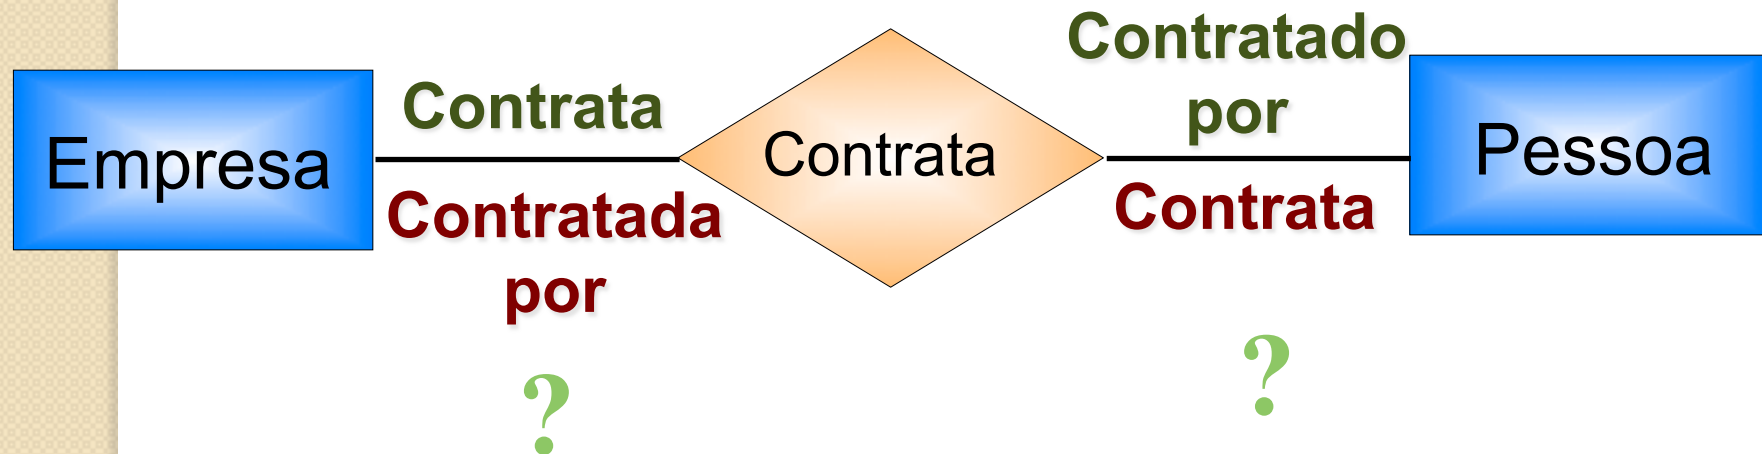 Empresa
Contrata
Contratada
por
?
Contrata
Contratado
por
Contrata
?
Pessoa